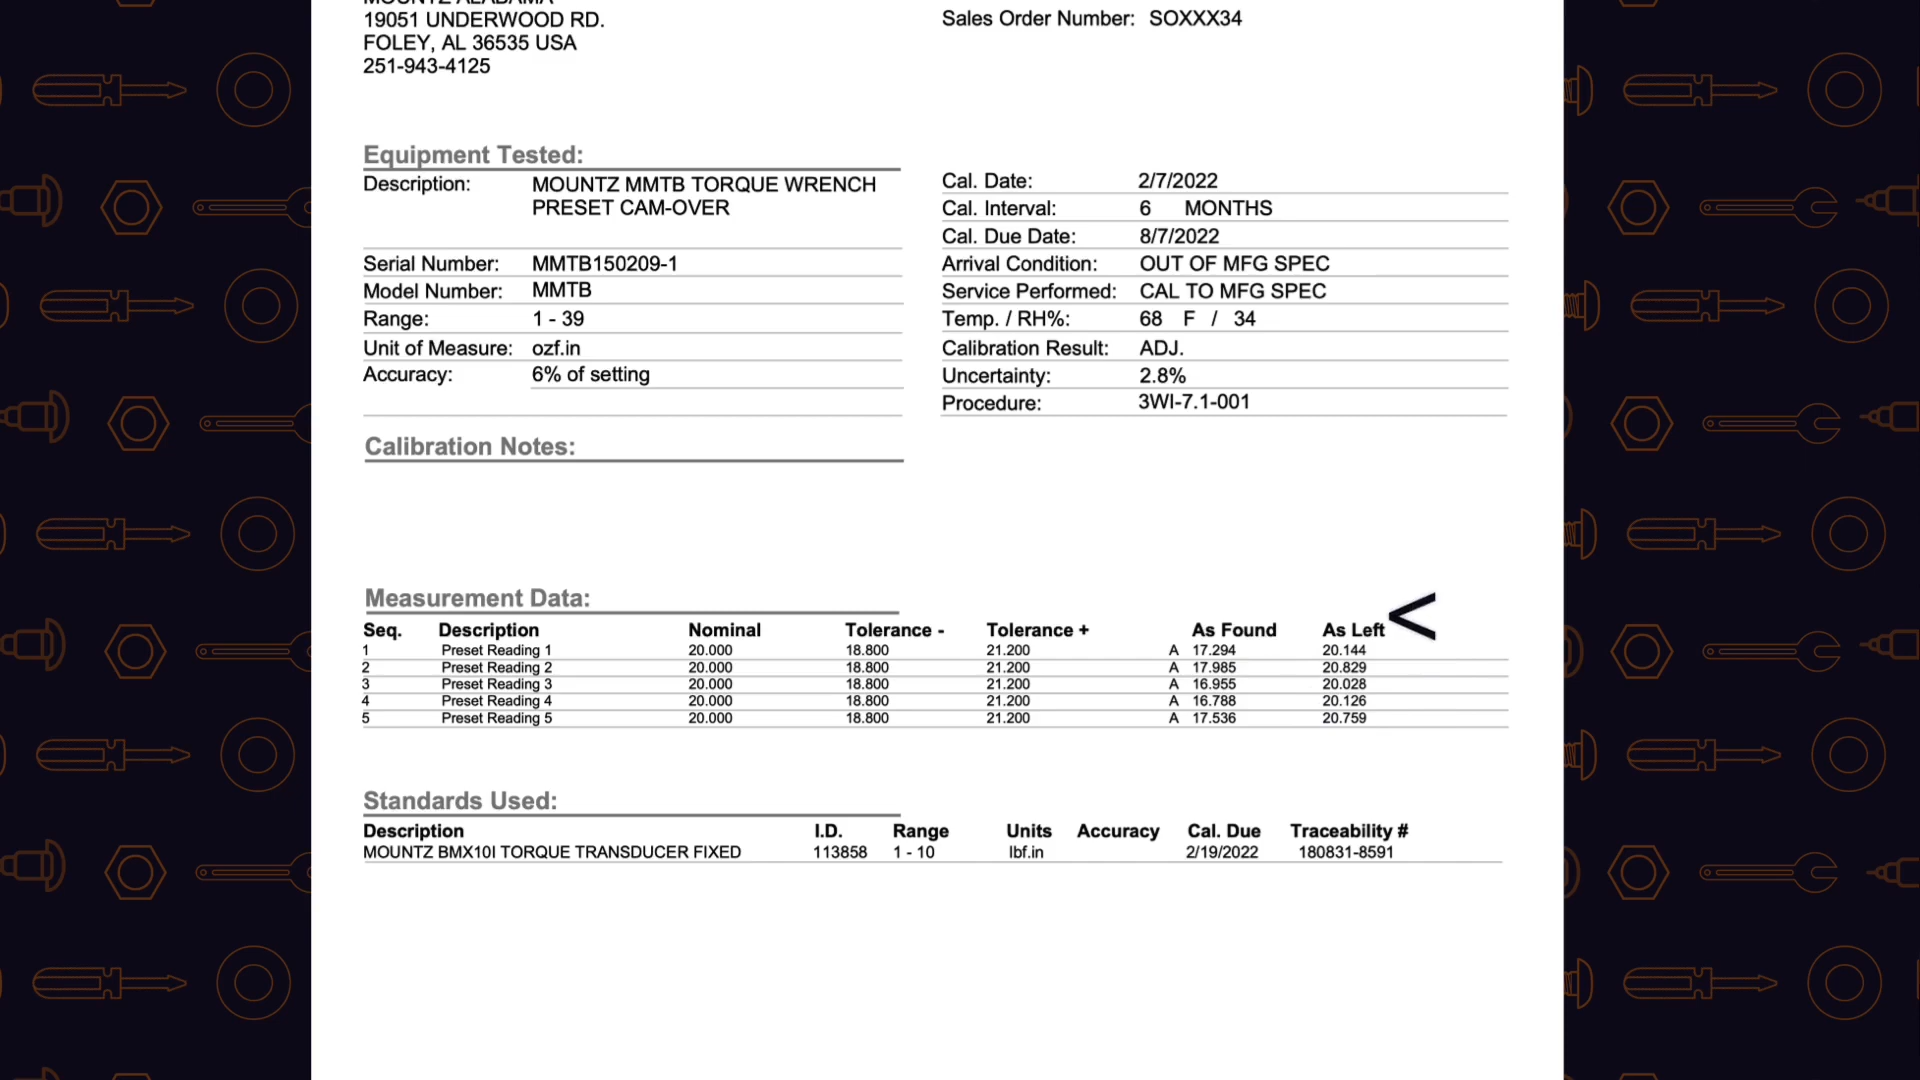 MOUNTZ ALABAMA
19051 UNDERWOOD RD.
FOLEY, AL 36535 USA
251-943-4125
Sales Order Number: SOXXX34
Equipment Tested:
Description: MOUNTZ MMTB TORQUE WRENCH
PRESET CAM-OVER
Serial Number: MMTB150209-1
Model Number: MMTB
Range: 1 - 39
Unit of Measure: ozf.in
Accuracy: 6% of setting
Cal. Date: 2/7/2022
Cal. Interval: 6 MONTHS
Cal. Due Date: 8/7/2022
Arrival Condition: OUT OF MFG SPEC
Service Performed: CAL TO MFG SPEC
Temp. / RH%: 68 F / 34
Calibration Result: ADJ.
Uncertainty: 2.8%
Procedure: 3WI-7.1-001
Calibration Notes:
Measurement Data:
Seq. Description Nominal Tolerance - Tolerance + As Found As Left <
1 Preset Reading 1 20.000 18.800 21.200 A 17.294 20.144
2 Preset Reading 2 20.000 18.800 21.200 A 17.985 20.829
3 Preset Reading 3 20.000 18.800 21.200 A 16.955 20.028
4 Preset Reading 4 20.000 18.800 21.200 A 16.788 20.126
5 Preset Reading 5 20.000 18.800 21.200 A 17.536 20.759
Standards Used:
Description I.D. Range Units Accuracy Cal. Due Traceability #
MOUNTZ BMX10I TORQUE TRANSDUCER FIXED 113858 1 - 10 lbf.in 2/19/2022 180831-8591